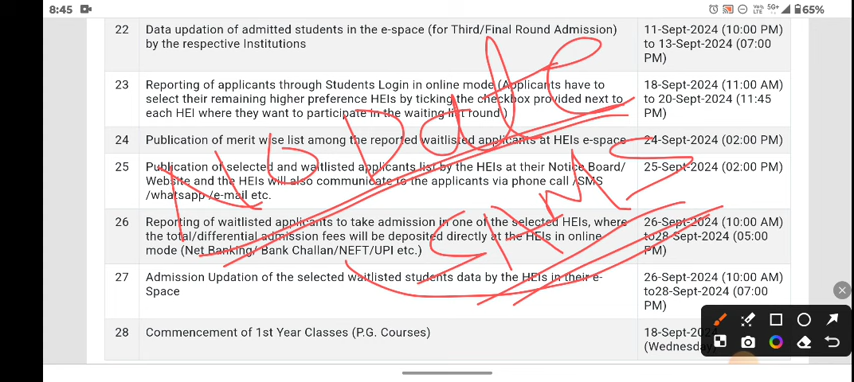 8:45
VoLTE 5G+ 65%
22 Data updation of admitted students in the e-space (for Third/Final Round Admission) 11-Sept-2024 (10:00 PM)
by the respective Institutions to 13-Sept-2024 (07:00
PM)
23 Reporting of applicants through Students Login in online mode (Applicants have to 18-Sept-2024 (11:00 AM)
select their remaining higher preference HEIs by ticking the checkbox provided next to to 20-Sept-2024 (11:45
each HEI where they want to participate in the waiting list round) PM)
24 Publication of merit wise list among the reported waitlisted applicants at HEIs e-space 24-Sept-2024 (02:00 PM)
25 Publication of selected and waitlisted applicants list by the HEIs at their Notice Board/ 25-Sept-2024 (02:00 PM)
Website and the HEIs will also communicate to the applicants via phone call /SMS
/whatsapp /e-mail etc.
26 Reporting of waitlisted applicants to take admission in one of the selected HEIs, where 26-Sept-2024 (10:00 AM)
the total/differential admission fees will be deposited directly at the HEIs in online to28-Sept-2024 (05:00
mode (Net Banking/ Bank Challan/NEFT/UPI etc.) PM)
27 Admission Updation of the selected waitlisted students data by the HEIs in their e- 26-Sept-2024 (10:00 AM)
Space to28-Sept-2024 (07:00
PM)
28 Commencement of 1st Year Classes (P.G. Courses) 18-Sept-2024
(Wednesday)